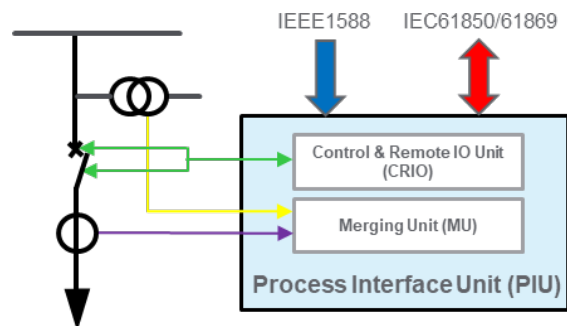 IEEE1588
IEC61850/61869
Control & Remote IO Unit
(CRIO)
Merging Unit (MU)
Process Interface Unit (PIU)